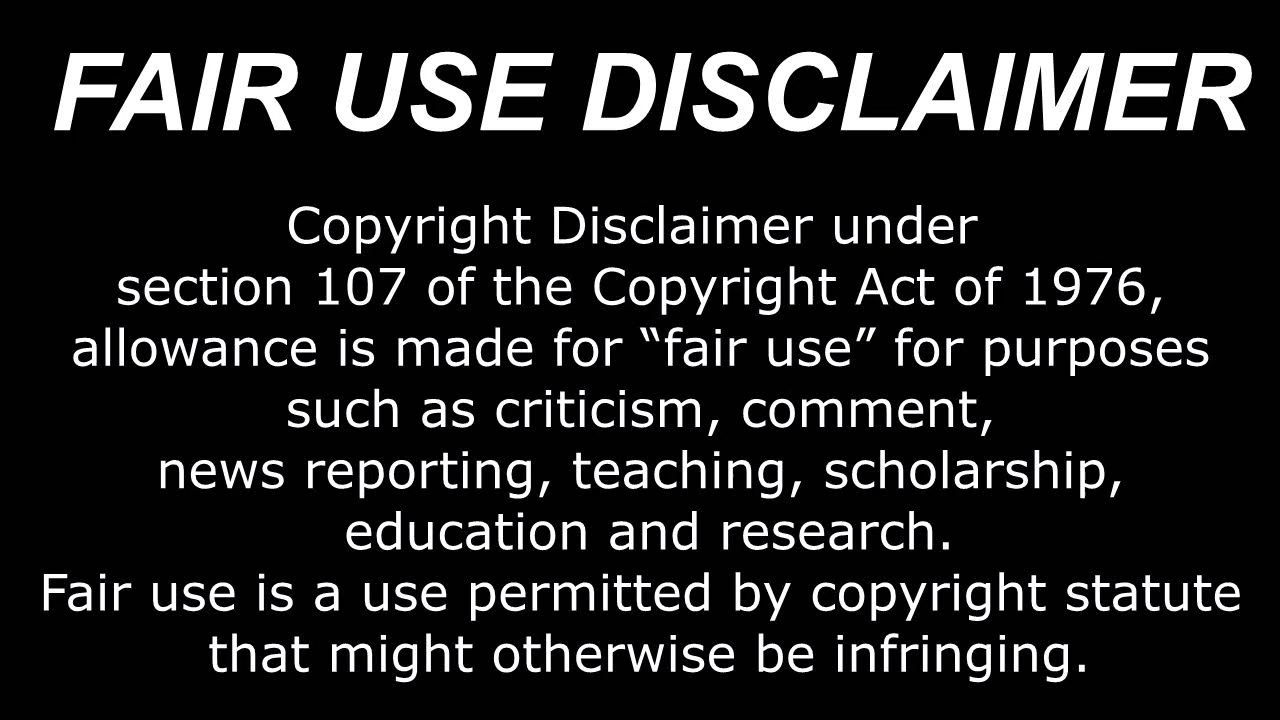 FAIR USE DISCLAIMER
Copyright Disclaimer under
section 107 of the Copyright Act of 1976,
allowance is made for “fair use” for purposes
such as criticism, comment,
news reporting, teaching, scholarship,
education and research.
Fair use is a use permitted by copyright statute
that might otherwise be infringing.